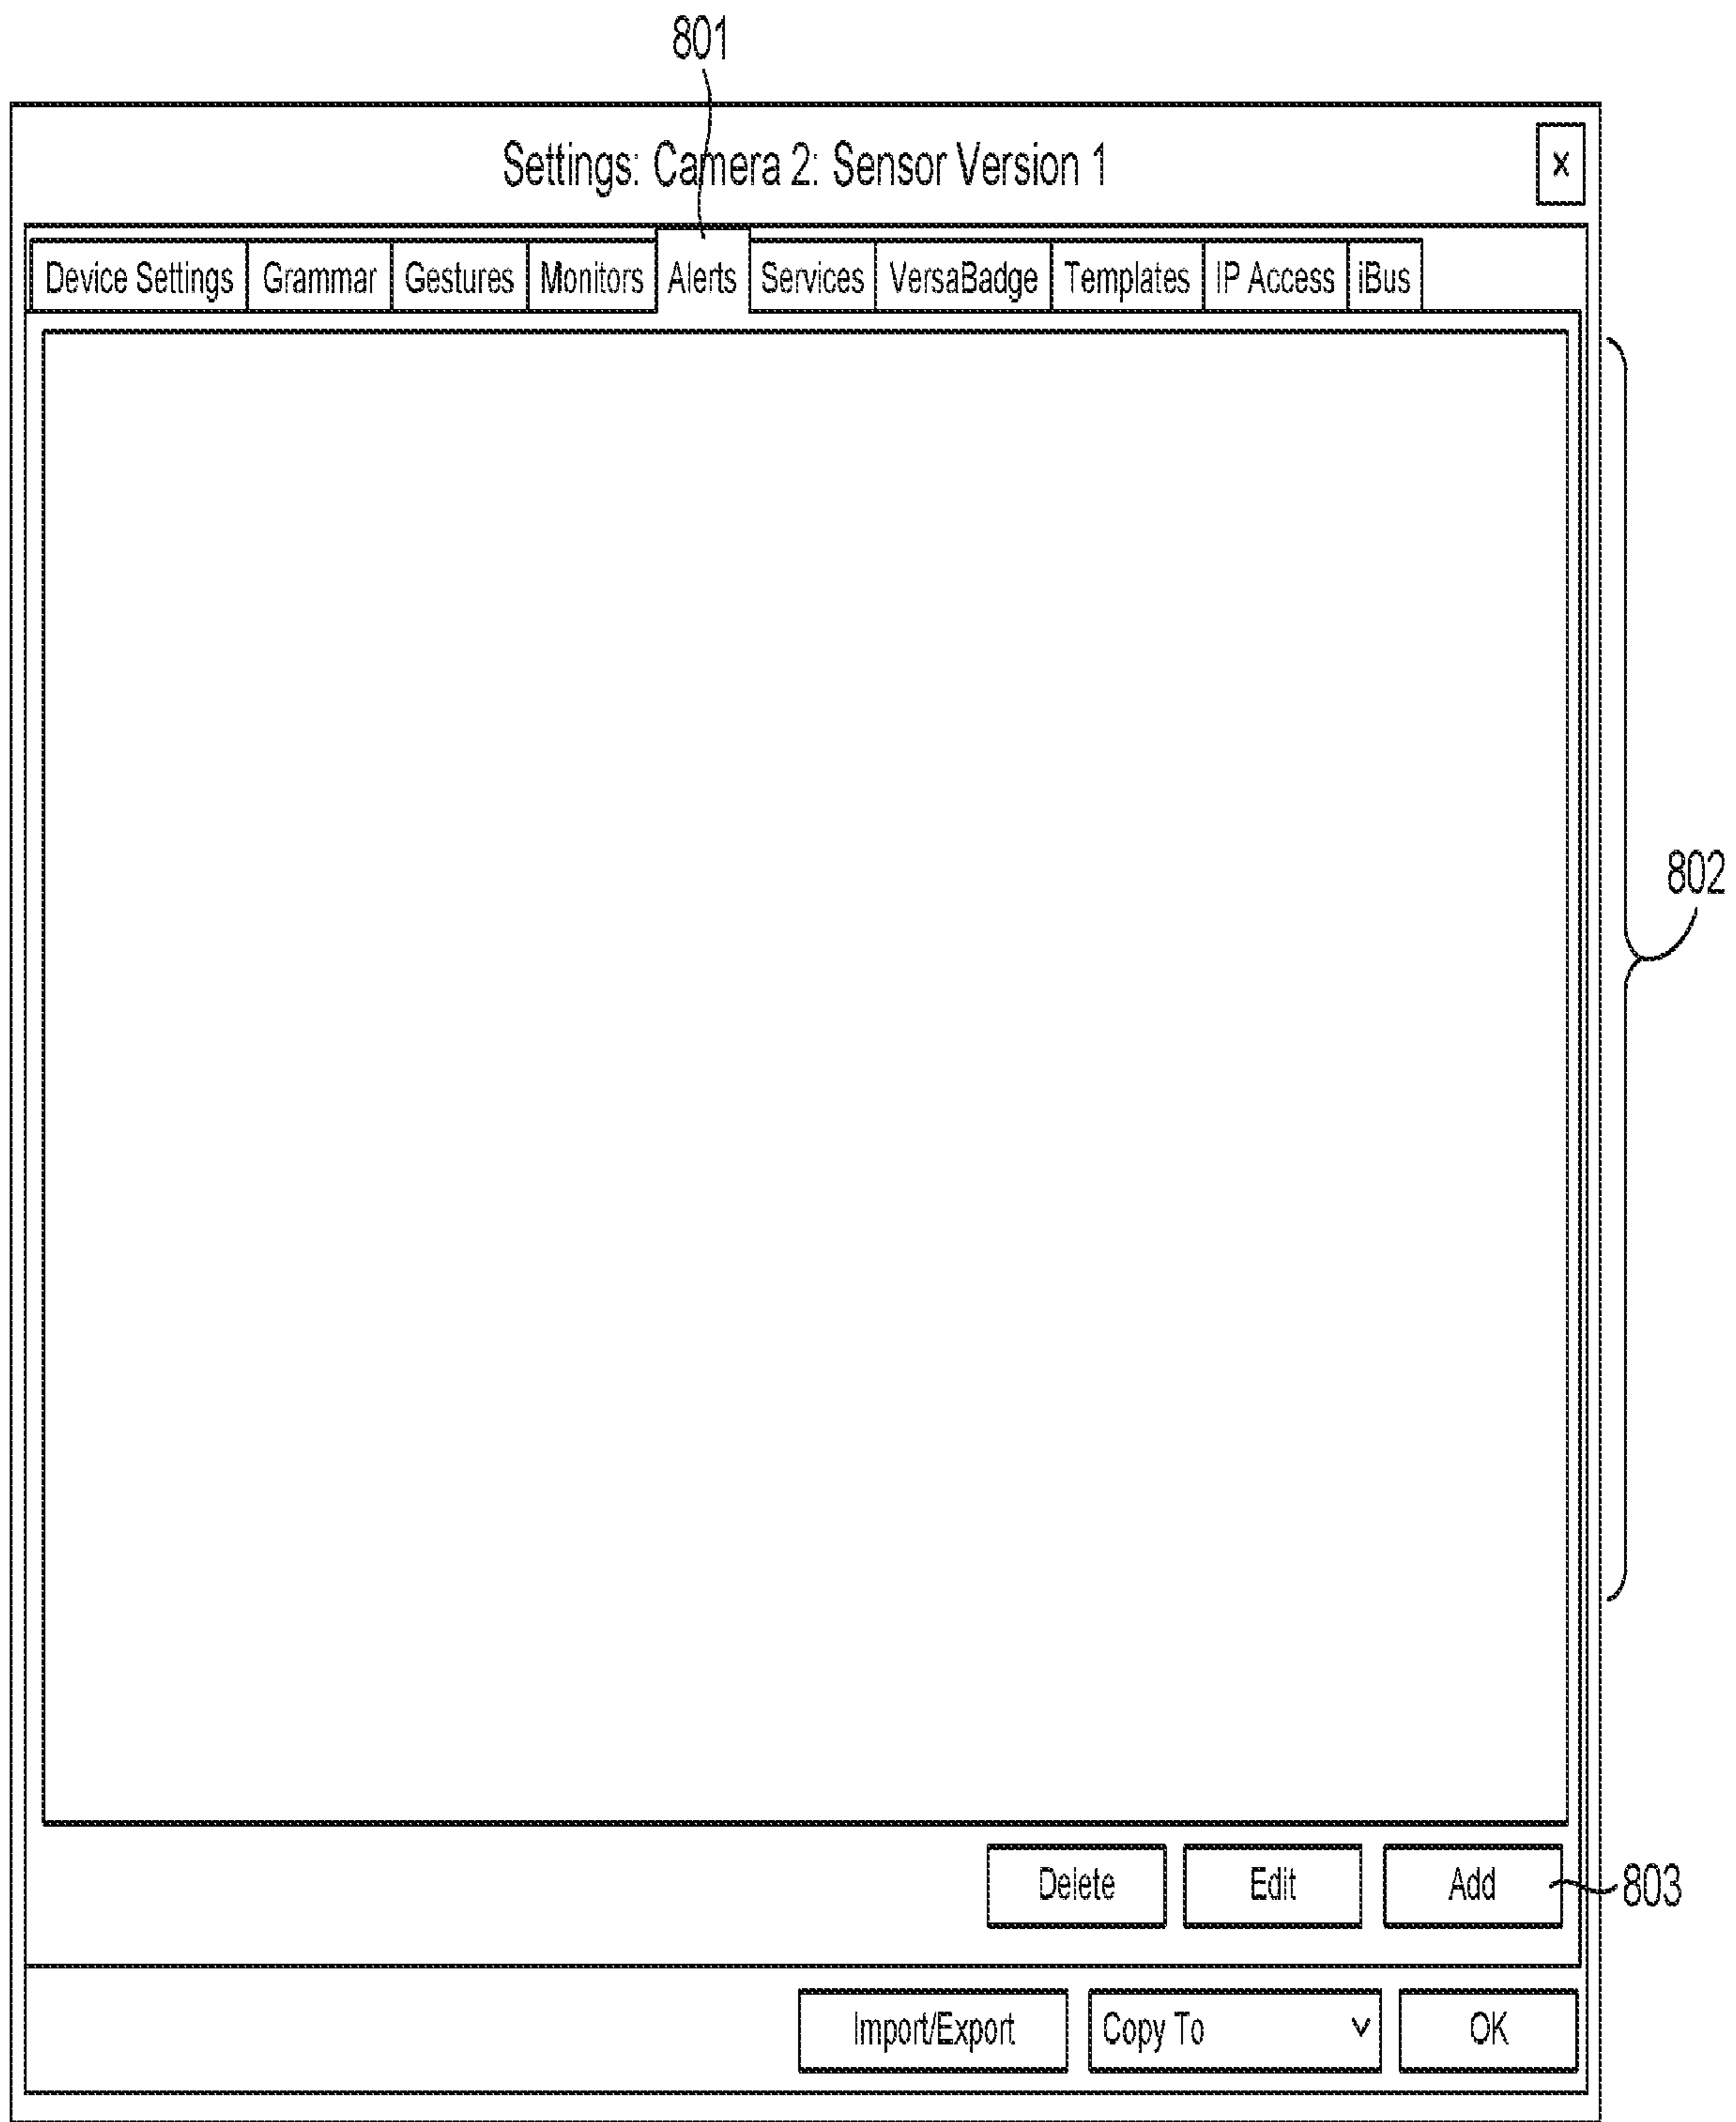 801
Settings: Camera 2: Sensor Version 1 x
Device Settings Grammar Gestures Monitors Alerts Services VersaBadge Templates IP Access iBus
802
Delete Edit Add 803
Import/Export Copy To OK